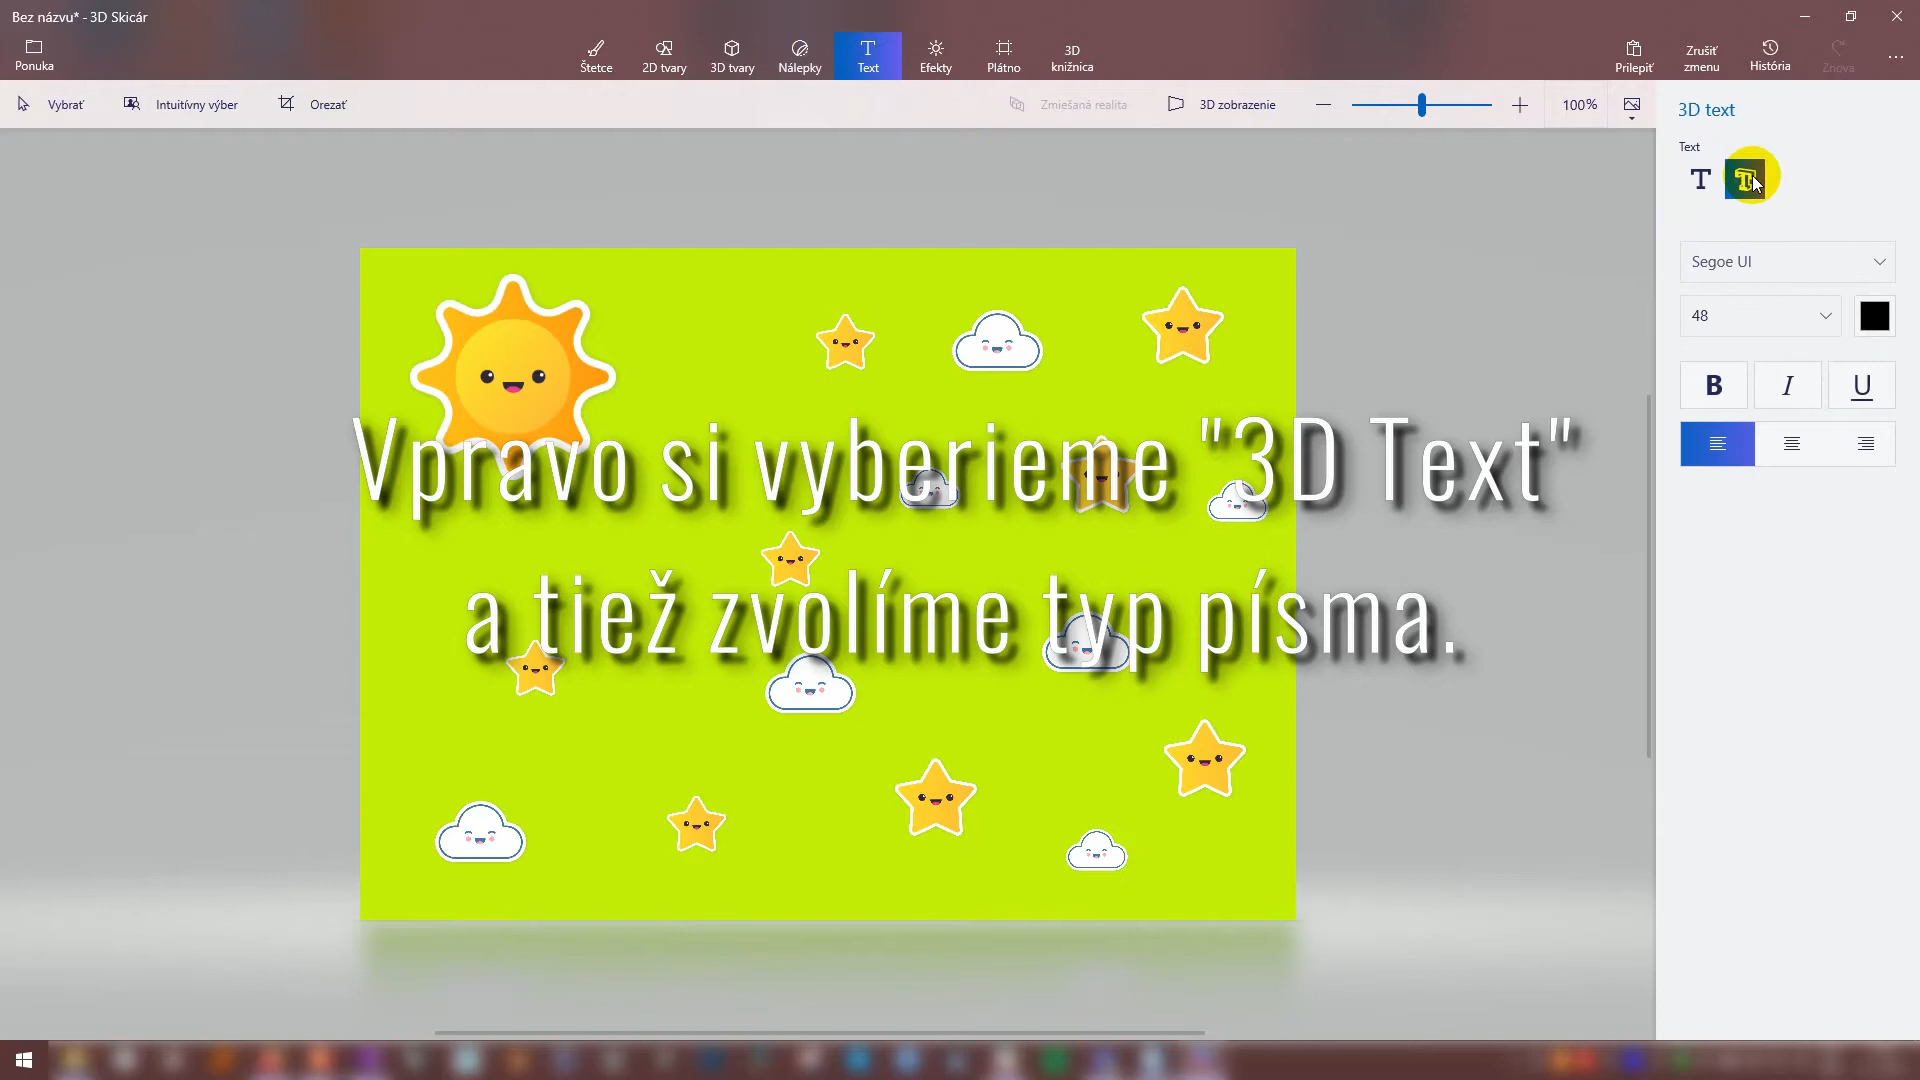 Bez názvu* - 3D Skicár
Ponuka
Štetce
2D tvary
3D tvary
Nálepky
Text
Efekty
Plátno
3D knižnica
Prilepiť
Zrušiť zmenu
História
Znova
Vybrať
Intuitívny výber
Orezať
Zmiešaná realita
3D zobrazenie
100%
3D text
Text
Segoe UI
48
B I U
Vpravo si vyberieme "3D Text"
a tiež zvolíme typ písma.